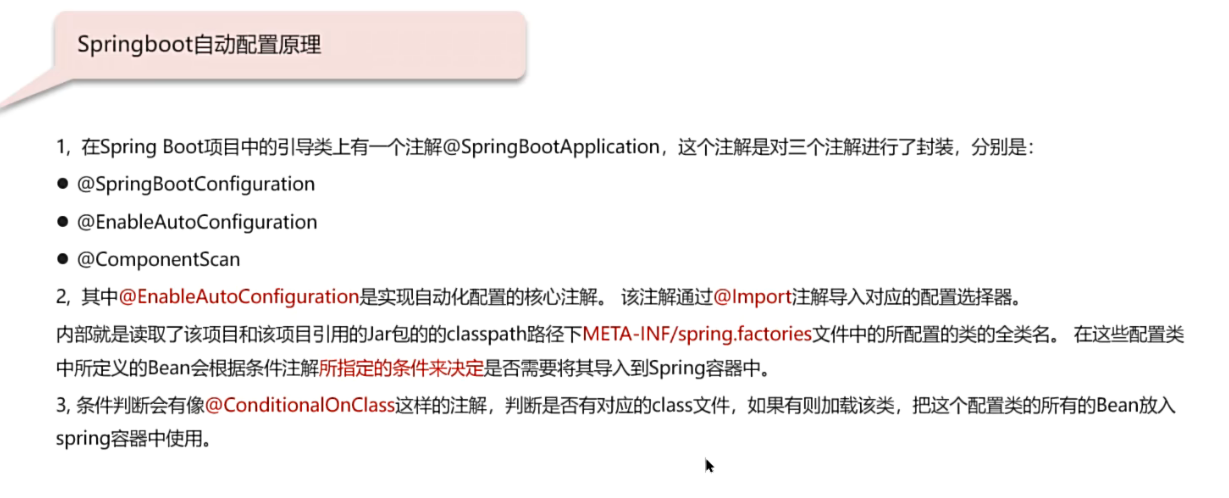 Springboot自动配置原理
1, 在Spring Boot项目中的引导类上有一个注解@SpringBootApplication，这个注解是对三个注解进行了封装，分别是：
● @SpringBootConfiguration
● @EnableAutoConfiguration
● @ComponentScan
2, 其中@EnableAutoConfiguration是实现自动化配置的核心注解。 该注解通过@Import注解导入对应的配置选择器。
内部就是读取了该项目和该项目引用的Jar包的的classpath路径下META-INF/spring.factories文件中的所配置的类的全类名。 在这些配置类
中所定义的Bean会根据条件注解所指定的条件来决定是否需要将其导入到Spring容器中。
3, 条件判断会有像@ConditionalOnClass这样的注解，判断是否有对应的class文件，如果有则加载该类，把这个配置类的所有的Bean放入
spring容器中使用。